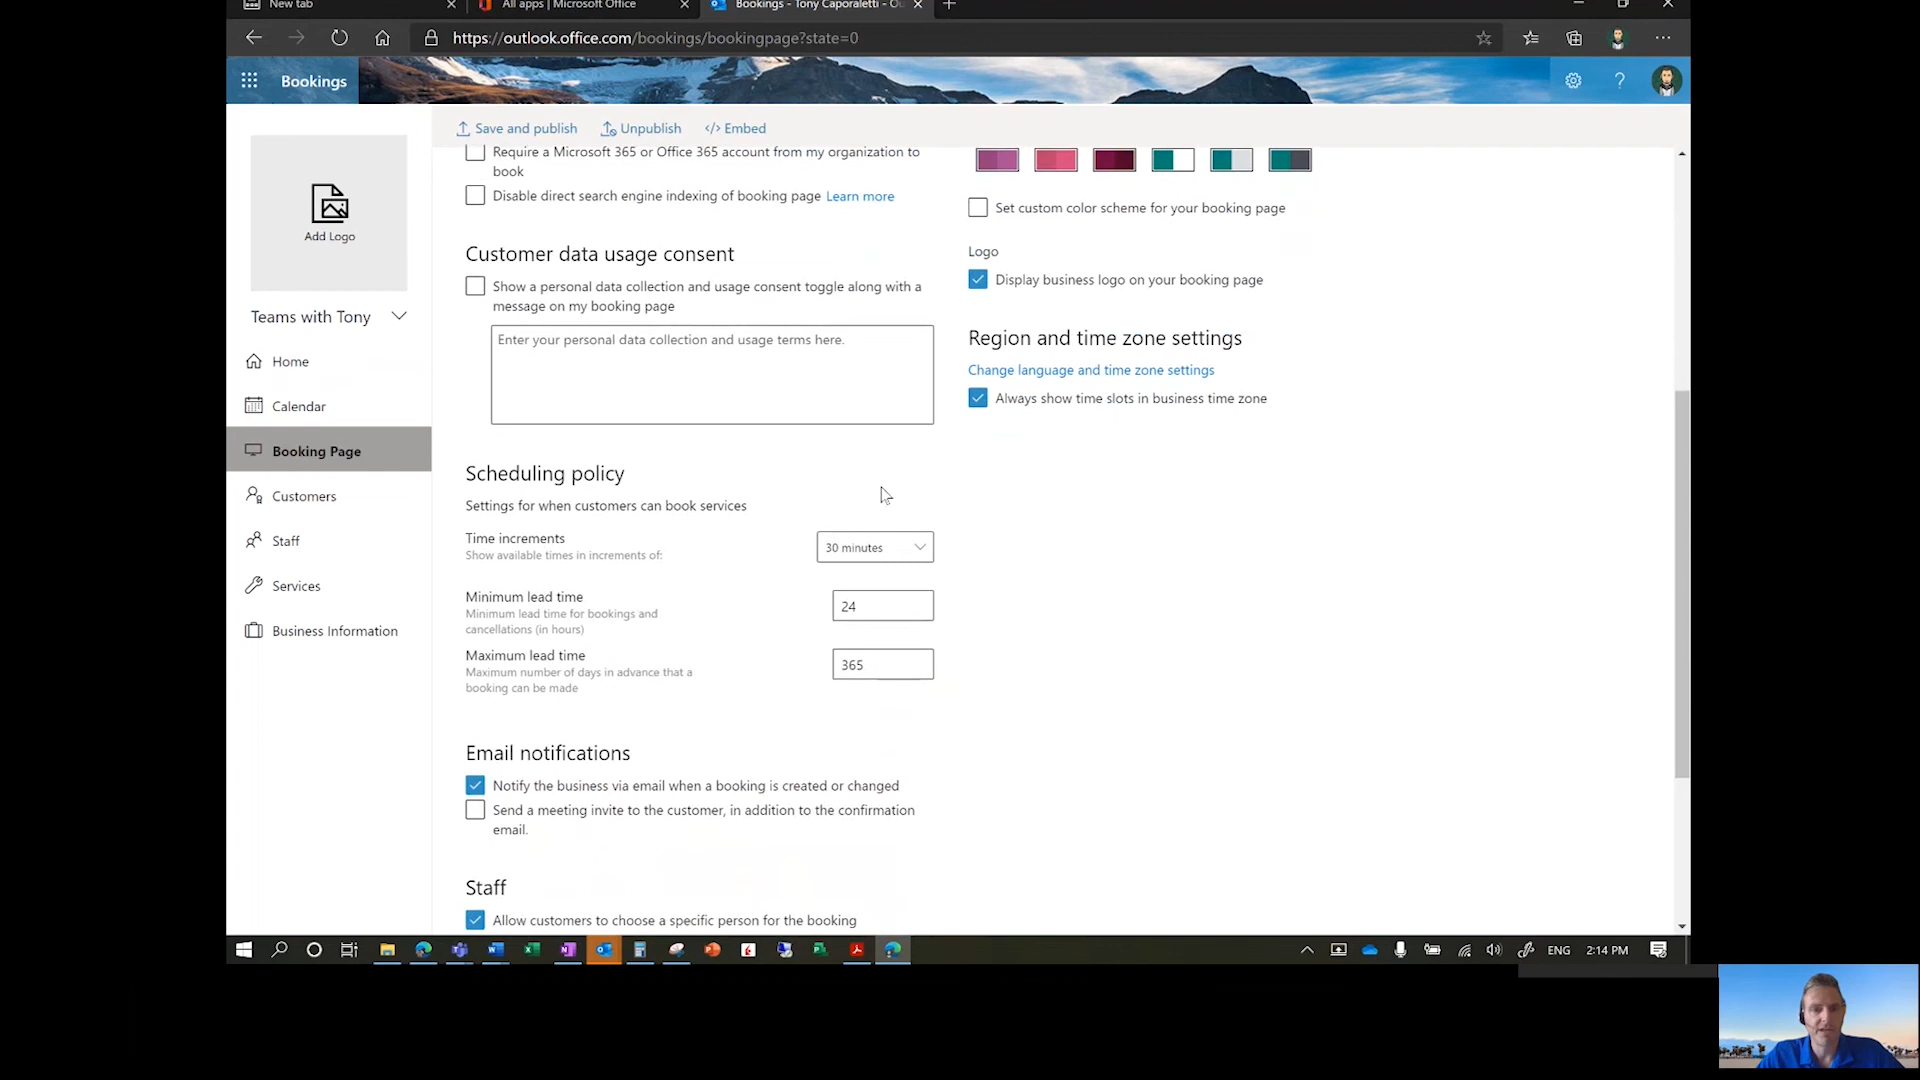 New tab
All apps | Microsoft Office
Bookings - Tony Caporaletti - Ou
https://outlook.office.com/bookings/bookingpage?state=0
Bookings
Save and publish
Unpublish
</> Embed
Add Logo
Teams with Tony
Home
Calendar
Booking Page
Customers
Staff
Services
Business Information
Require a Microsoft 365 or Office 365 account from my organization to
book
Disable direct search engine indexing of booking page Learn more
Customer data usage consent
Show a personal data collection and usage consent toggle along with a
message on my booking page
Enter your personal data collection and usage terms here.
Scheduling policy
Settings for when customers can book services
Time increments
Show available times in increments of:
30 minutes
Minimum lead time
Minimum lead time for bookings and
cancellations (in hours)
24
Maximum lead time
Maximum number of days in advance that a
booking can be made
365
Email notifications
Notify the business via email when a booking is created or changed
Send a meeting invite to the customer, in addition to the confirmation
email.
Staff
Allow customers to choose a specific person for the booking
Set custom color scheme for your booking page
Logo
Display business logo on your booking page
Region and time zone settings
Change language and time zone settings
Always show time slots in business time zone
ENG
2:14 PM